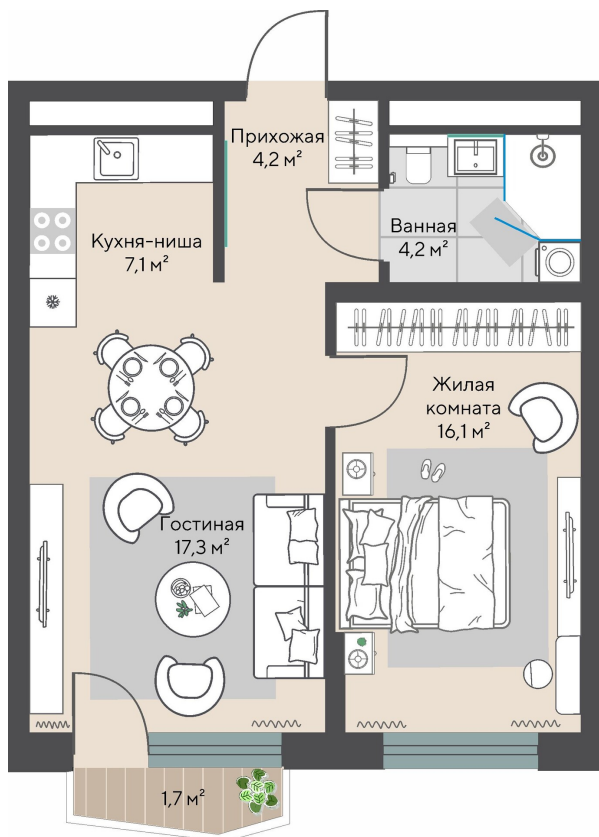 Прихожая
4,2 м²
Ванная
4,2 м²
Кухня-ниша
7,1 м²
Жилая
комната
16,1 м²
Гостиная
17,3 м²
1,7 м²